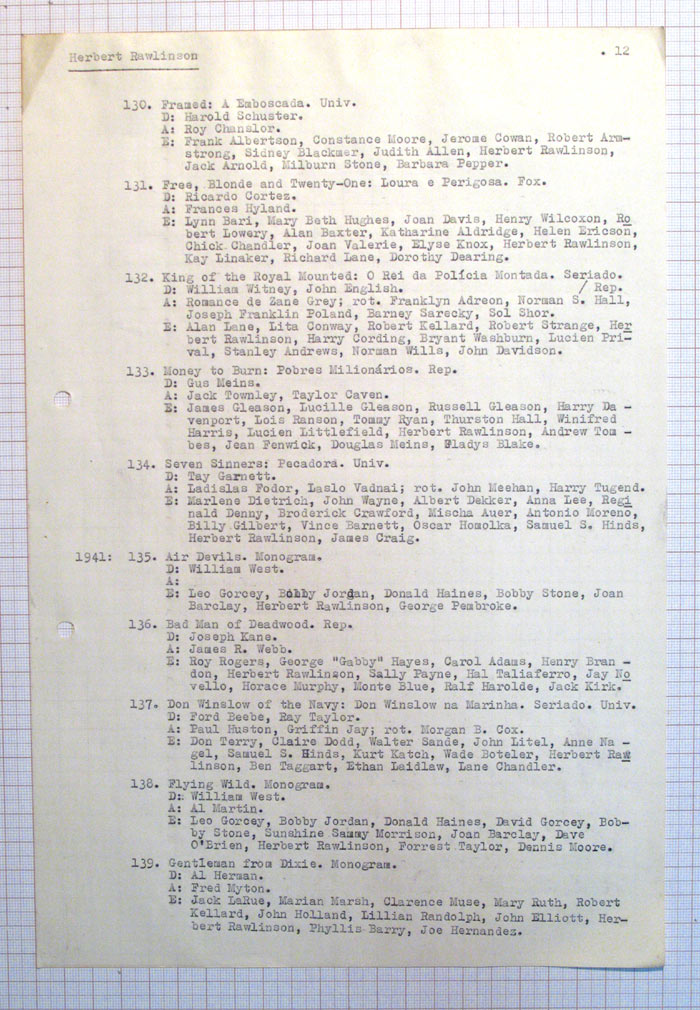 Herbert Rawlinson . 12
130. Framed: A Emboscada. Univ.
D: Harold Schuster.
A: Roy Chanslor.
E: Frank Albertson, Constance Moore, Jerome Cowan, Robert Arm-
strong, Sidney Blackmer, Judith Allen, Herbert Rawlinson,
Jack Arnold, Milburn Stone, Barbara Pepper.
131. Free, Blonde and Twenty-One: Loura e Perigosa. Fox.
D: Ricardo Cortez.
A: Frances Hyland.
E: Lynn Bari, Mary Beth Hughes, Joan Davis, Henry Wilcoxon, Ro
bert Lowery, Alan Baxter, Katharine Aldridge, Helen Ericson,
Chick Chandler, Joan Valerie, Elyse Knox, Herbert Rawlinson,
Kay Linaker, Richard Lane, Dorothy Dearing.
132. King of the Royal Mounted: O Rei da Polícia Montada. Seriado.
D: William Witney, John English. / Rep.
A: Romance de Zane Grey; rot. Franklyn Adreon, Norman S. Hall,
Joseph Franklin Poland, Barney Sarecky, Sol Shor.
E: Alan Lane, Lita Conway, Robert Kellard, Robert Strange, Her
bert Rawlinson, Harry Cording, Bryant Washburn, Lucien Pri-
val, Stanley Andrews, Norman Wills, John Davidson.
133. Money to Burn: Pobres Milionários. Rep.
D: Gus Meins.
A: Jack Townley, Taylor Caven.
E: James Gleason, Lucille Gleason, Russell Gleason, Harry Da -
venport, Lois Ranson, Tommy Ryan, Thurston Hall, Winifred
Harris, Lucien Littlefield, Herbert Rawlinson, Andrew Tom -
bes, Jean Fenwick, Douglas Meins, Gladys Blake.
134. Seven Sinners: Pecadora. Univ.
D: Tay Garnett.
A: Ladislas Fodor, Laslo Vadnai; rot. John Meehan, Harry Tugend.
E: Marlene Dietrich, John Wayne, Albert Dekker, Anna Lee, Regi
nald Denny, Broderick Crawford, Mischa Auer, Antonio Moreno,
Billy Gilbert, Vince Barnett, Oscar Homolka, Samuel S. Hinds,
Herbert Rawlinson, James Craig.
1941: 135. Air Devils. Monogram.
D: William West.
A:
E: Leo Gorcey, Bobby Jordan, Donald Haines, Bobby Stone, Joan
Barclay, Herbert Rawlinson, George Pembroke.
136. Bad Man of Deadwood. Rep.
D: Joseph Kane.
A: James R. Webb.
E: Roy Rogers, George "Gabby" Hayes, Carol Adams, Henry Bran -
don, Herbert Rawlinson, Sally Payne, Hal Taliaferro, Jay No
vello, Horace Murphy, Monte Blue, Ralf Harolde, Jack Kirk.
137. Don Winslow of the Navy: Don Winslow na Marinha. Seriado. Univ.
D: Ford Beebe, Ray Taylor.
A: Paul Huston, Griffin Jay; rot. Morgan B. Cox.
E: Don Terry, Claire Dodd, Walter Sande, John Litel, Anne Na -
gel, Samuel S. Hinds, Kurt Katch, Wade Boteler, Herbert Raw
linson, Ben Taggart, Ethan Laidlaw, Lane Chandler.
138. Flying Wild. Monogram.
D: William West.
A: Al Martin.
E: Leo Gorcey, Bobby Jordan, Donald Haines, David Gorcey, Bob-
by Stone, Sunshine Sammy Morrison, Joan Barclay, Dave
O'Brien, Herbert Rawlinson, Forrest Taylor, Dennis Moore.
139. Gentleman from Dixie. Monogram.
D: Al Herman.
A: Fred Myton.
E: Jack LaRue, Marian Marsh, Clarence Muse, Mary Ruth, Robert
Kellard, John Holland, Lillian Randolph, John Elliott, Her-
bert Rawlinson, Phyllis Barry, Joe Hernandez.